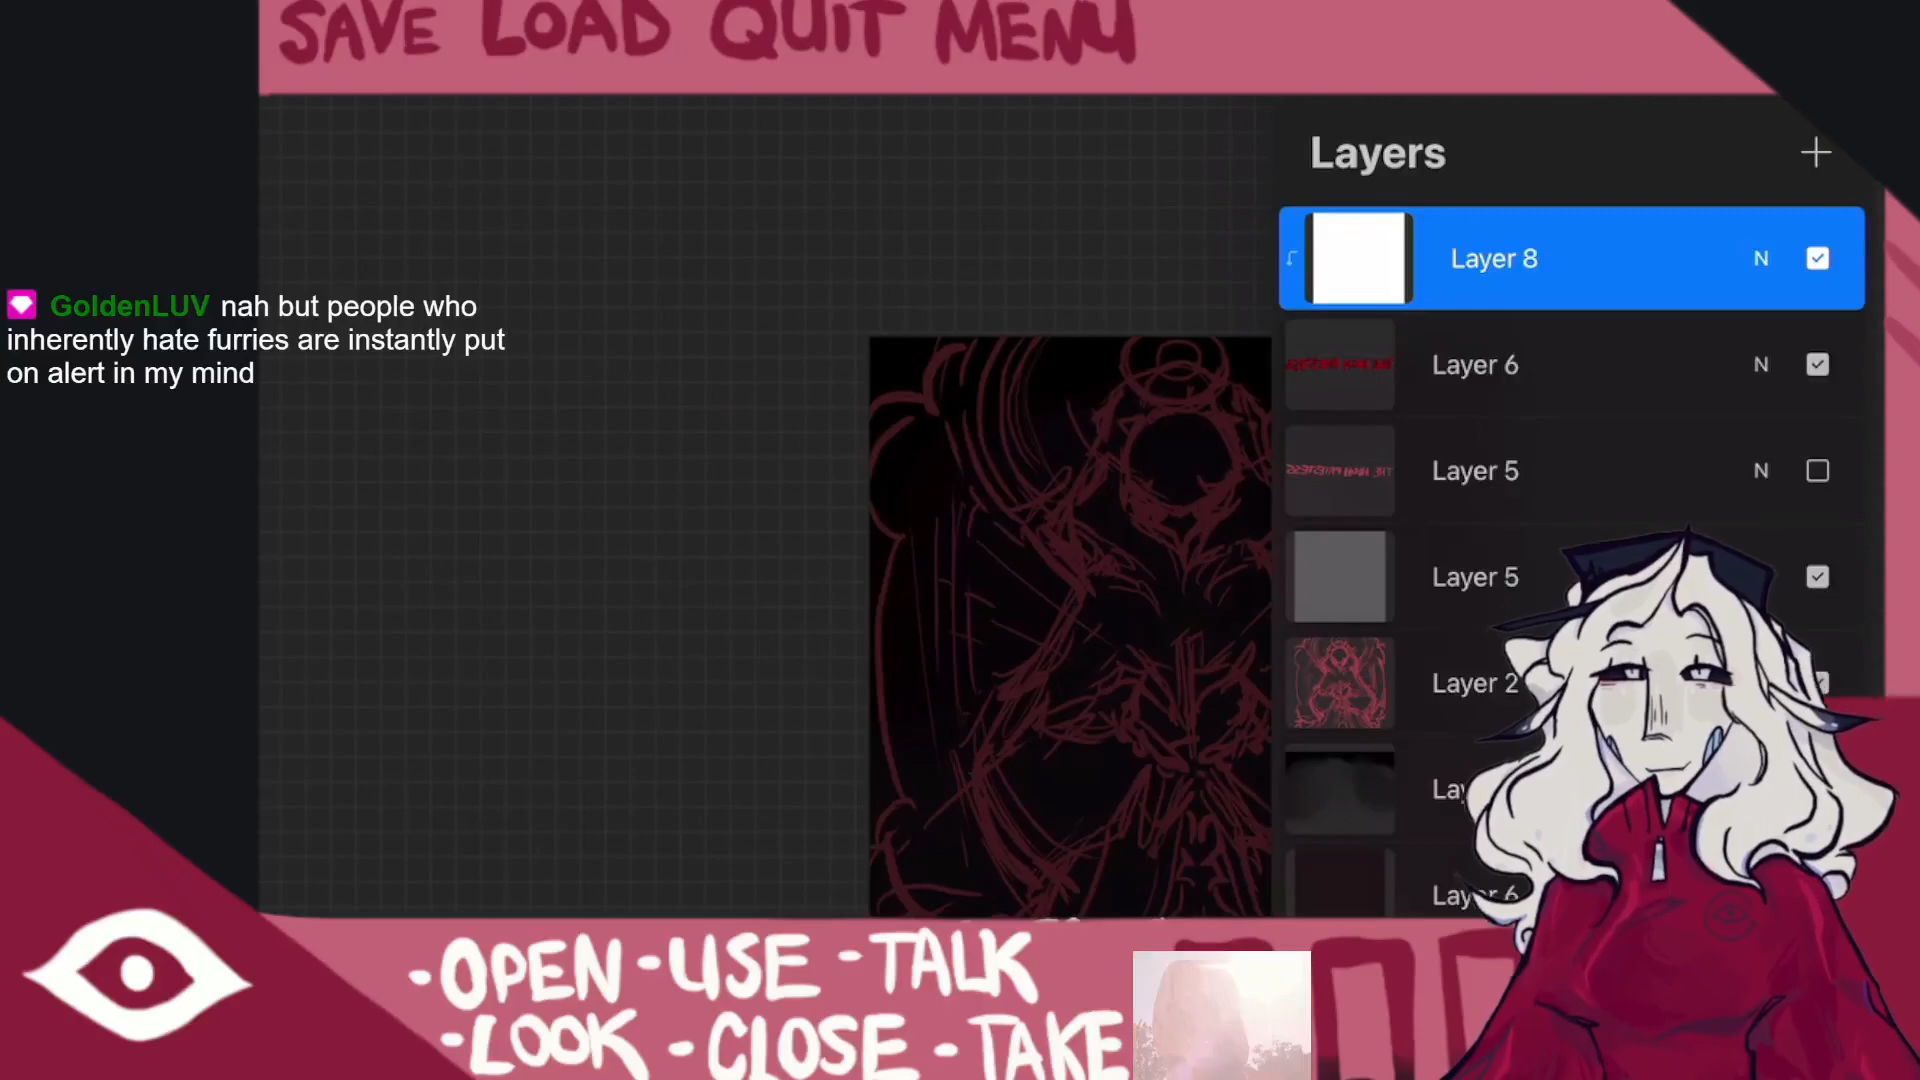 SAVE LOAD QUIT MENU
Layers
Layer 8 N
Layer 6 N
Layer 5 N
Layer 5
Layer 2
GoldenLUV nah but people who
inherently hate furries are instantly put
on alert in my mind
-OPEN -USE -TALK
-LOOK -CLOSE -TAKE